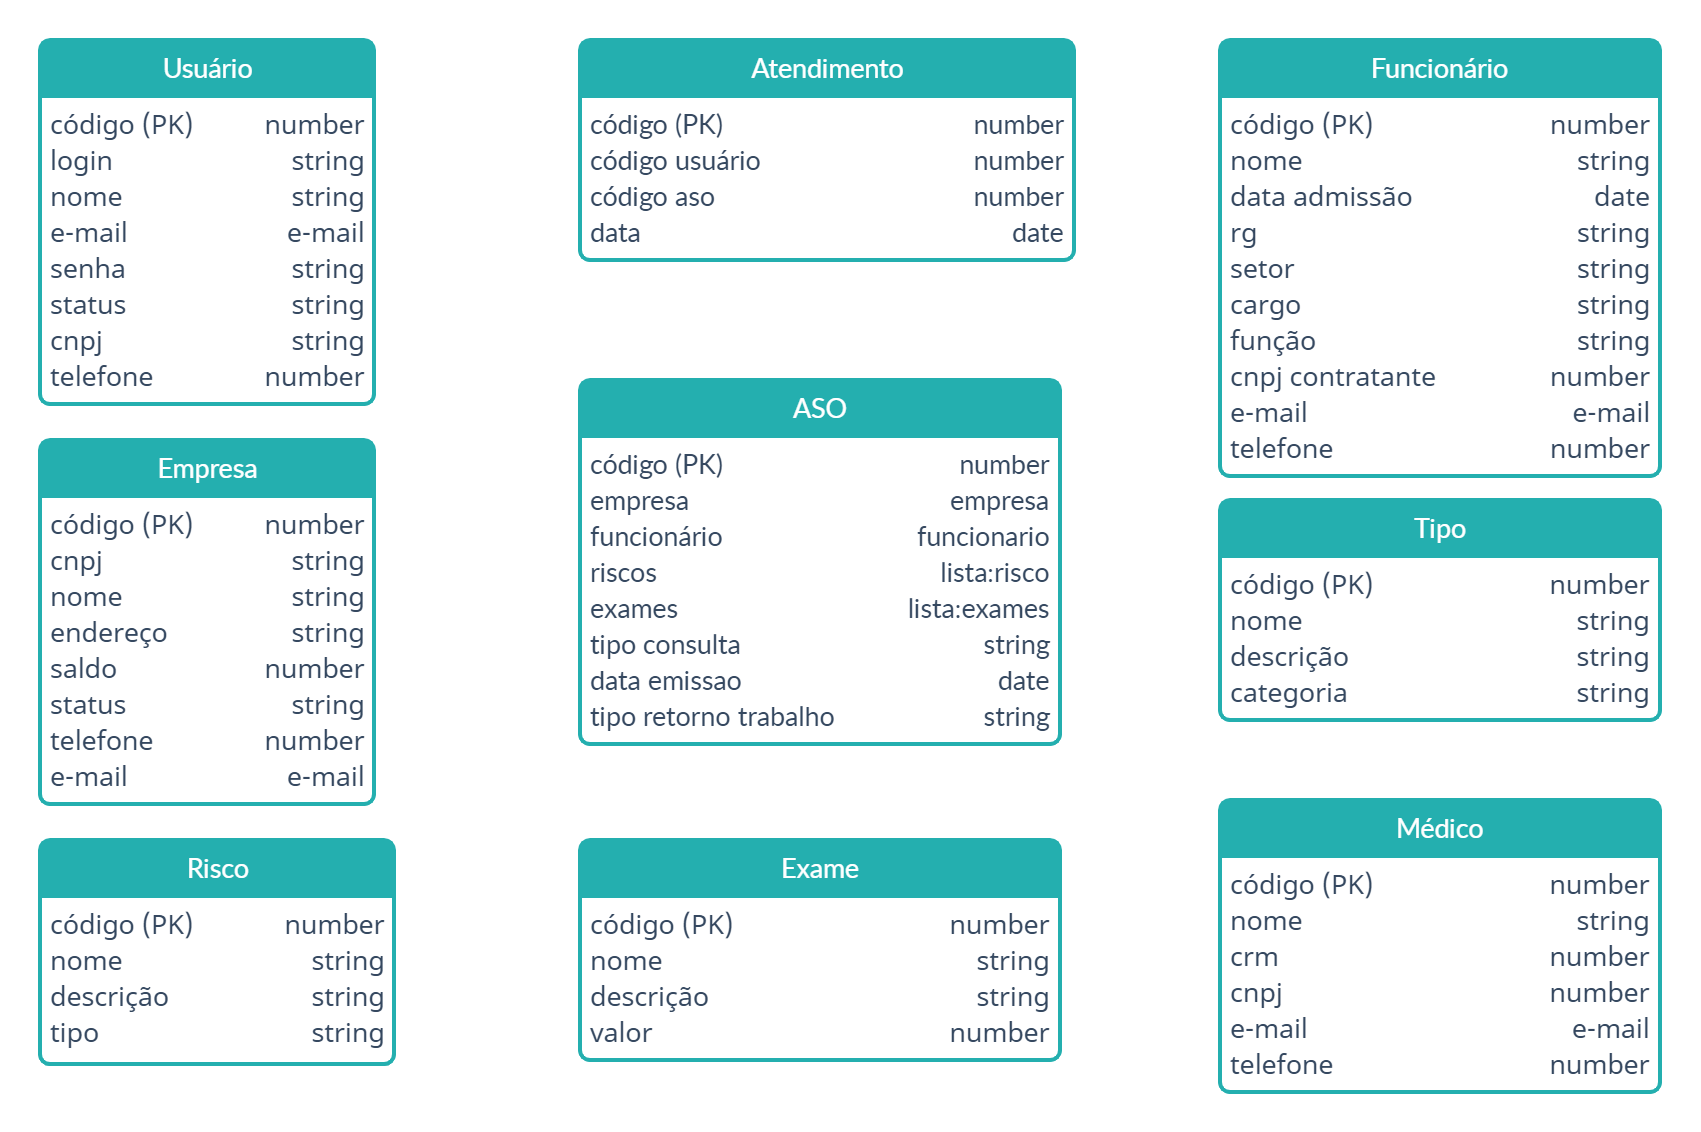 Usuário
código (PK) number
login string
nome string
e-mail e-mail
senha string
status string
cnpj string
telefone number
Empresa
código (PK) number
cnpj string
nome string
endereço string
saldo number
status string
telefone number
e-mail e-mail
Risco
código (PK) number
nome string
descrição string
tipo string
Atendimento
código (PK) number
código usuário number
código aso number
data date
ASO
código (PK) number
empresa empresa
funcionário funcionario
riscos lista:risco
exames lista:exames
tipo consulta string
data emissao date
tipo retorno trabalho string
Exame
código (PK) number
nome string
descrição string
valor number
Funcionário
código (PK) number
nome string
data admissão date
rg string
setor string
cargo string
função string
cnpj contratante number
e-mail e-mail
telefone number
Tipo
código (PK) number
nome string
descrição string
categoria string
Médico
código (PK) number
nome string
crm number
cnpj number
e-mail e-mail
telefone number